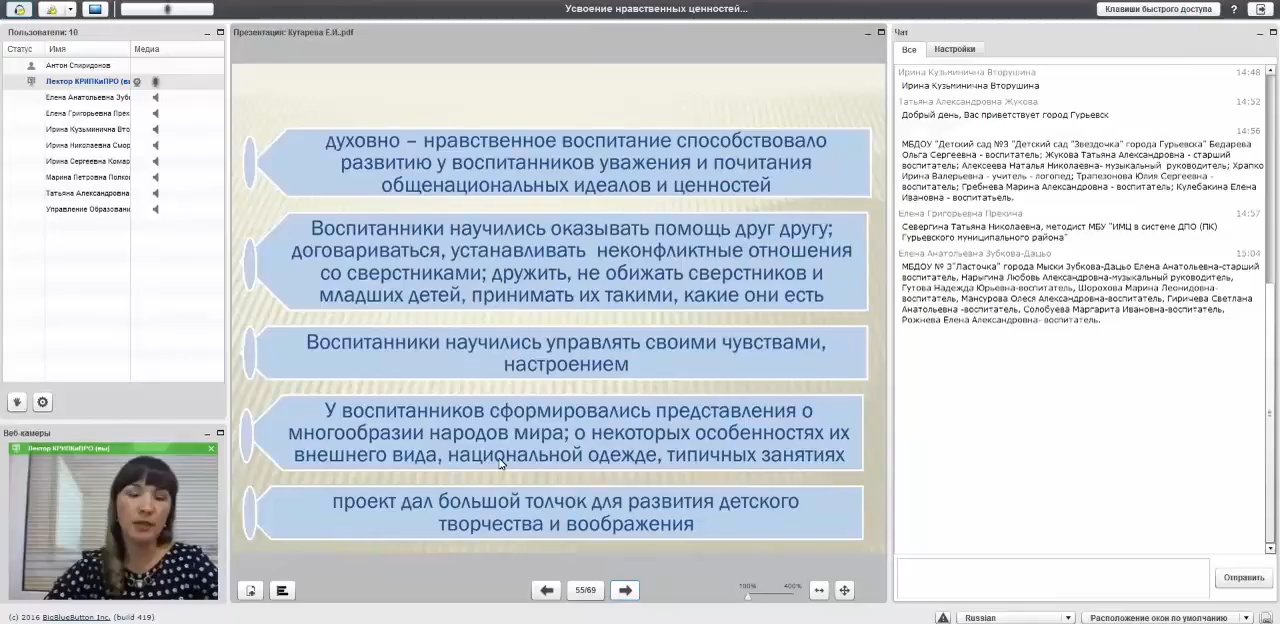 Усвоение нравственных ценностей...
Клавиши быстрого доступа
?
Пользователи: 10
Статус Имя Медиа
Антон Спиридонов
Лектор КРИПКиПРО (вы
Елена Анатольевна Зуб
Елена Григорьевна Прек
Ирина Кузьминична Вто
Ирина Николаевна Смор
Ирина Сергеевна Комар
Марина Петровна Полко
Татьяна Александровна
Управление Образовани
Веб-камеры
Лектор КРИПКиПРО (вы)
Презентация: Кутарева Е.И..pdf
духовно – нравственное воспитание способствовало
развитию у воспитанников уважения и почитания
общенациональных идеалов и ценностей
Воспитанники научились оказывать помощь друг другу;
договариваться, устанавливать неконфликтные отношения
со сверстниками; дружить, не обижать сверстников и
младших детей, принимать их такими, какие они есть
Воспитанники научились управлять своими чувствами,
настроением
У воспитанников сформировались представления о
многообразии народов мира; о некоторых особенностях их
внешнего вида, национальной одежде, типичных занятиях
проект дал большой толчок для развития детского
творчества и воображения
55/69
100% 400%
Чат
Все Настройки
Ирина Кузьминична Вторушина 14:48
Ирина Кузьминична Вторушина
Татьяна Александровна Жукова 14:52
Добрый день, Вас приветствует город Гурьевск
14:56
МБДОУ "Детский сад №3 "Детский сад "Звездочка" города Гурьевска" Бедарева
Ольга Сергеевна - воспитатель; Жукова Татьяна Александровна - старший
воспитатель; Алексеева Наталья Николаевна- музыкальный руководитель; Храпко
Ирина Валерьевна - учитель - логопед; Трапезонова Юлия Сергеевна -
воспитатель; Гребнева Марина Александровна - воспитатель; Кулебакина Елена
Ивановна - воспитатьель.
Елена Григорьевна Прекина 14:57
Севергина Татьяна Николаевна, методист МБУ "ИМЦ в системе ДПО (ПК)
Гурьевского муниципального района"
Елена Анатольевна Зубкова-Дацьо 15:04
МБДОУ № 3"Ласточка" города Мыски Зубкова-Дацьо Елена Анатольевна-старший
воспитатель, Нарыгина Любовь Александровна-музыкальный руководитель,
Гутова Надежда Юрьевна-воспитатель, Шорохова Марина Леонидовна-
воспитатель, Мансурова Олеся Александровна-воспитатель, Гиричева Светлана
Анатольевна -воспитатель, Солобуева Маргарита Ивановна-воспитатель,
Рожнева Елена Александровна- воспитатель.
Отправить
(c) 2016 BigBlueButton Inc. (build 419)
Russian
Расположение окон по умолчанию